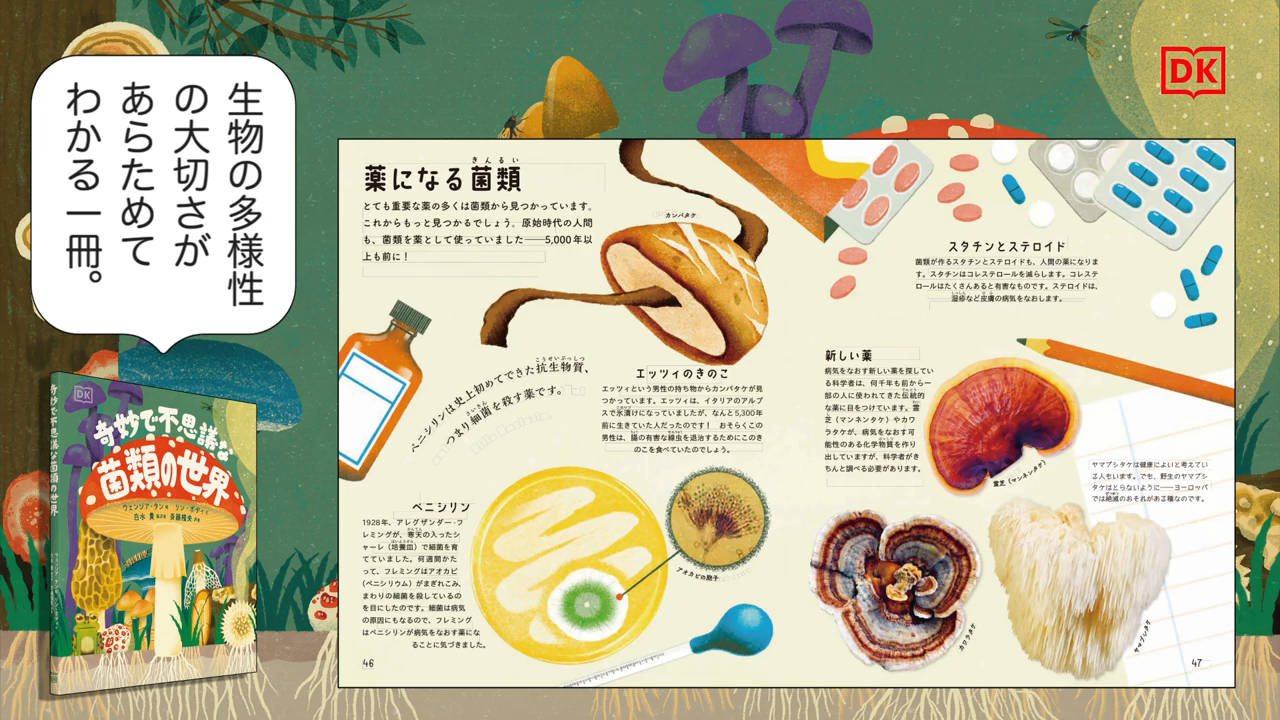 生物の多様性
の大切さが
あらためて
わかる一冊。
DK
DK
奇妙で不思議な
菌類の世界
奇妙で不思議な菌類の世界
きんるい
薬になる菌類
とても重要な薬の多くは菌類から見つかっています。
これからもっと見つかるでしょう。原始時代の人間
も、菌類を薬として使っていました──5,000年以
上も前に！
カンバタケ
こうせいぶっしつ
ペニシリンは史上初めてできた抗生物質、
さいきん
つまり細菌を殺す薬です。
エッツィのきのこ
エッツィという男性の持ち物からカンバタケが見
つかっています。エッツィは、イタリアのアルプ
スで氷漬けになっていましたが、なんと5,300年
前に生きていた人だったのです！　おそらくこの
男性は、腸の有害な線虫を退治するためにこのき
のこを食べていたのでしょう。
ペニシリン
1928年、アレグザンダー・フ
レミングが、寒天の入ったシ
ャーレ（培養皿）で細菌を育
てていました。何週間かた
って、フレミングはアオカビ
（ペニシリウム）がまぎれこみ、
まわりの細菌を殺しているの
を目にしたのです。細菌は病気
の原因にもなるので、フレミング
はペニシリンが病気をなおす薬にな
ることに気づきました。
アオカビの胞子
46
スタチンとステロイド
菌類が作るスタチンとステロイドも、人間の薬になりま
す。スタチンはコレステロールを減らします。コレステ
ロールはたくさんあると有害なものです。ステロイドは、
湿疹など皮膚の病気をなおします。
新しい薬
病気をなおす新しい薬を探してい
る科学者は、何千年も前から一
部の人に使われてきた伝統的
な薬に目をつけています。霊
芝（マンネンタケ）やカワ
ラタケが、病気をなおす可
能性のある化学物質を作り
出していますが、科学者がき
ちんと調べる必要があります。
霊芝（マンネンタケ）
ヤマブシタケは健康によいと考えてい
る人もいます。でも、野生のヤマブシ
タケはとらないように──ヨーロッパ
では絶滅のおそれがある種なのです。
カワラタケ
ヤマブシタケ
47